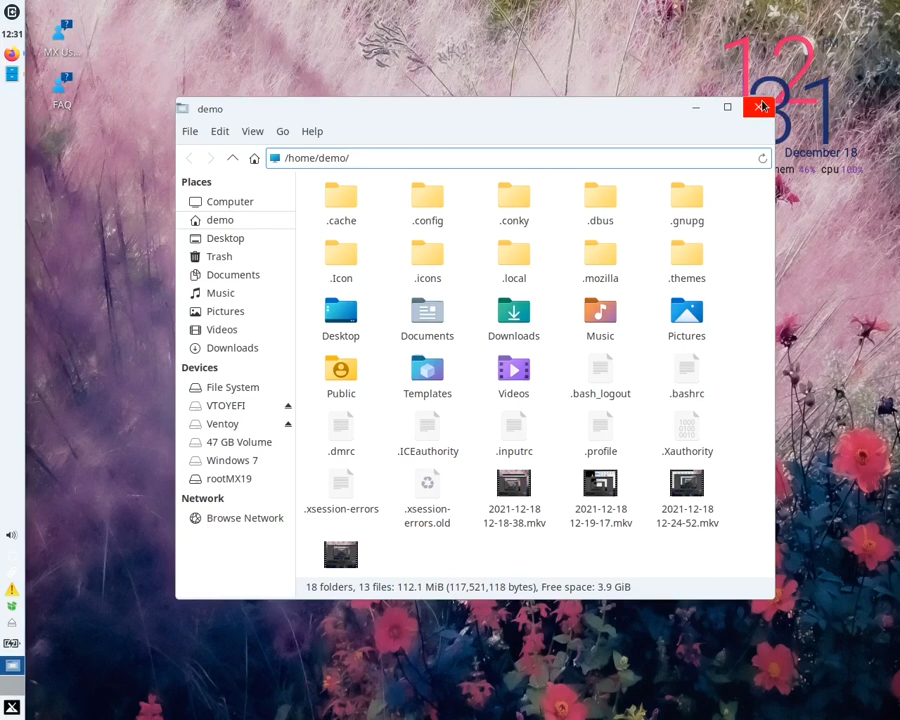 12:31
MX Us...
FAQ
12
31
December 18
mem 46% cpu 100%
demo
File Edit View Go Help
/home/demo/
Places
Computer
demo
Desktop
Trash
Documents
Music
Pictures
Videos
Downloads
Devices
File System
VTOYEFI
Ventoy
47 GB Volume
Windows 7
rootMX19
Network
Browse Network
.cache .config .conky .dbus .gnupg
.Icon .icons .local .mozilla .themes
Desktop Documents Downloads Music Pictures
Public Templates Videos .bash_logout .bashrc
.dmrc .ICEauthority .inputrc .profile .Xauthority
.xsession-errors .xsession- 2021-12-18 2021-12-18 2021-12-18
errors.old 12-18-38.mkv 12-19-17.mkv 12-24-52.mkv
18 folders, 13 files: 112.1 MiB (117,521,118 bytes), Free space: 3.9 GiB